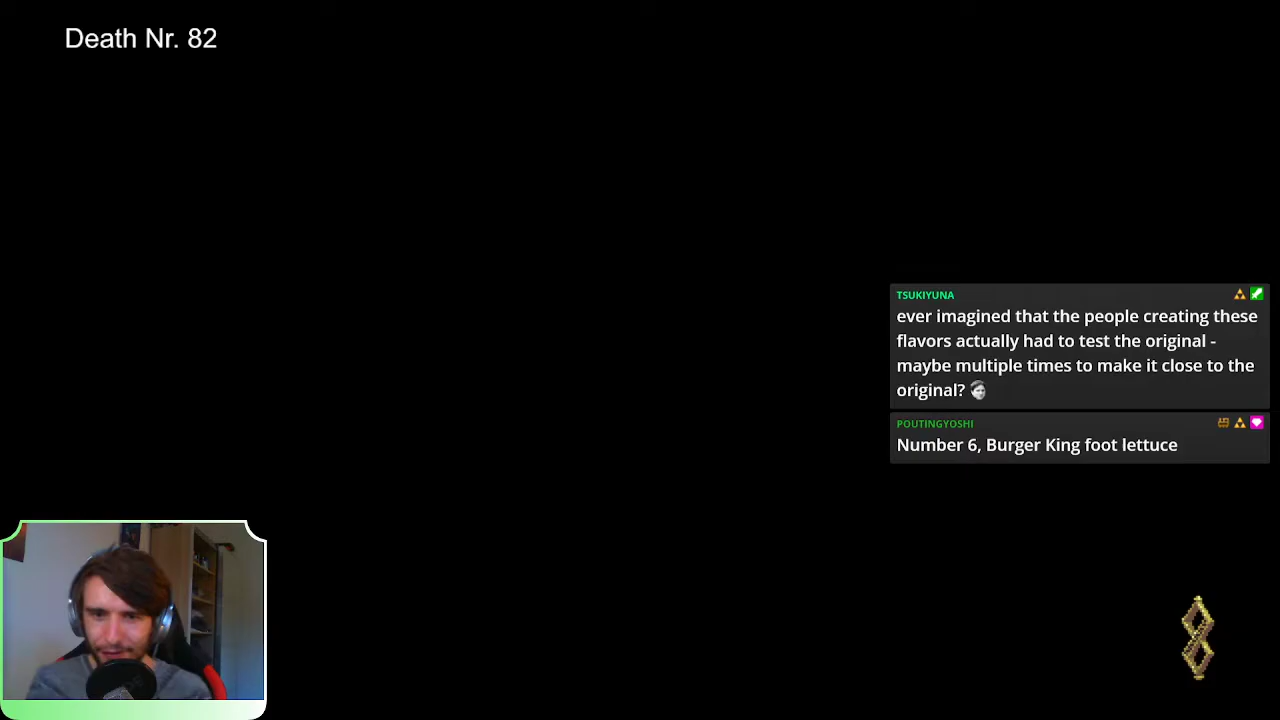 Death Nr. 82
TSUKIYUNA
ever imagined that the people creating these
flavors actually had to test the original -
maybe multiple times to make it close to the
original?
POUTINGYOSHI
Number 6, Burger King foot lettuce